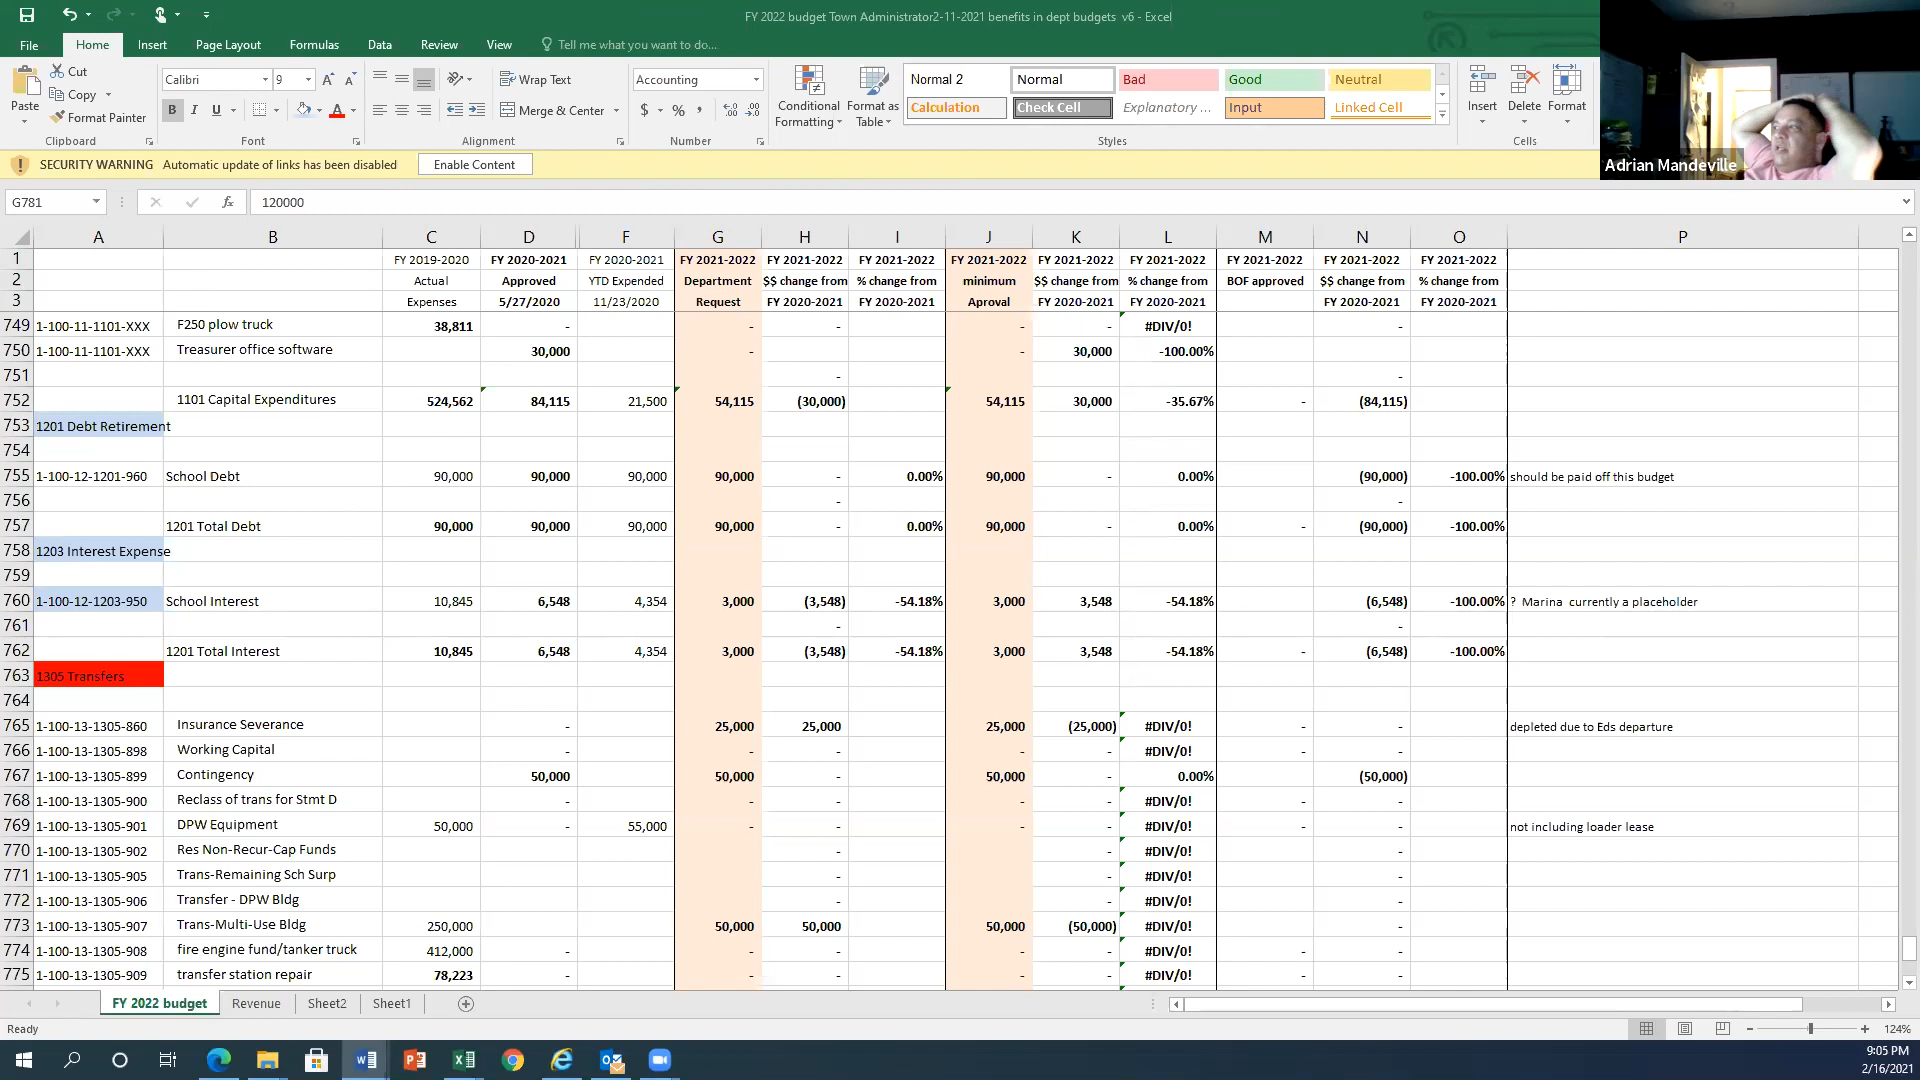 FY 2022 budget Town Administrator2-11-2021 benefits in dept budgets  v6 - Excel
File Home Insert Page Layout Formulas Data Review View Tell me what you want to do...
Paste Cut Copy Format Painter Clipboard
Calibri 9 A A B I U A Font
Wrap Text Merge & Center Alignment
Accounting $ % Number
Conditional Formatting Format as Table
Normal 2 Normal Bad Good Neutral
Calculation Check Cell Explanatory ... Input Linked Cell
Styles
Insert Delete Format Cells
Adrian Mandeville
SECURITY WARNING Automatic update of links has been disabled Enable Content
G781 fx 120000
A B C D F G H I J K L M N O P
1 FY 2019-2020 FY 2020-2021 FY 2020-2021 FY 2021-2022 FY 2021-2022 FY 2021-2022 FY 2021-2022 FY 2021-2022 FY 2021-2022 FY 2021-2022 FY 2021-2022 FY 2021-2022
2 Actual Approved YTD Expended Department $$ change from % change from minimum $$ change from % change from BOF approved $$ change from % change from
3 Expenses 5/27/2020 11/23/2020 Request FY 2020-2021 FY 2020-2021 Aproval FY 2020-2021 FY 2020-2021 FY 2020-2021 FY 2020-2021
749 1-100-11-1101-XXX F250 plow truck 38,811 - - - - - #DIV/0! -
750 1-100-11-1101-XXX Treasurer office software 30,000 - - 30,000 -100.00%
751 - -
752 1101 Capital Expenditures 524,562 84,115 21,500 54,115 (30,000) 54,115 30,000 -35.67% - (84,115)
753 1201 Debt Retirement
754
755 1-100-12-1201-960 School Debt 90,000 90,000 90,000 90,000 - 0.00% 90,000 - 0.00% (90,000) -100.00% should be paid off this budget
756 - -
757 1201 Total Debt 90,000 90,000 90,000 90,000 - 0.00% 90,000 - 0.00% - (90,000) -100.00%
758 1203 Interest Expense
759
760 1-100-12-1203-950 School Interest 10,845 6,548 4,354 3,000 (3,548) -54.18% 3,000 3,548 -54.18% (6,548) -100.00% ?  Marina  currently a placeholder
761 - -
762 1201 Total Interest 10,845 6,548 4,354 3,000 (3,548) -54.18% 3,000 3,548 -54.18% - (6,548) -100.00%
763 1305 Transfers
764
765 1-100-13-1305-860 Insurance Severance - 25,000 25,000 25,000 (25,000) #DIV/0! - - depleted due to Eds departure
766 1-100-13-1305-898 Working Capital - - - - - #DIV/0! - -
767 1-100-13-1305-899 Contingency 50,000 50,000 - 50,000 - 0.00% (50,000)
768 1-100-13-1305-900 Reclass of trans for Stmt D - - - - - #DIV/0! - -
769 1-100-13-1305-901 DPW Equipment 50,000 - 55,000 - - - - #DIV/0! - - not including loader lease
770 1-100-13-1305-902 Res Non-Recur-Cap Funds - - #DIV/0! -
771 1-100-13-1305-905 Trans-Remaining Sch Surp - - #DIV/0! -
772 1-100-13-1305-906 Transfer - DPW Bldg - - #DIV/0! -
773 1-100-13-1305-907 Trans-Multi-Use Bldg 250,000 50,000 50,000 50,000 (50,000) #DIV/0! -
774 1-100-13-1305-908 fire engine fund/tanker truck 412,000 - - - - - #DIV/0! - -
775 1-100-13-1305-909 transfer station repair 78,223 - - - - - #DIV/0! - -
FY 2022 budget Revenue Sheet2 Sheet1
Ready 124%
9:05 PM
2/16/2021